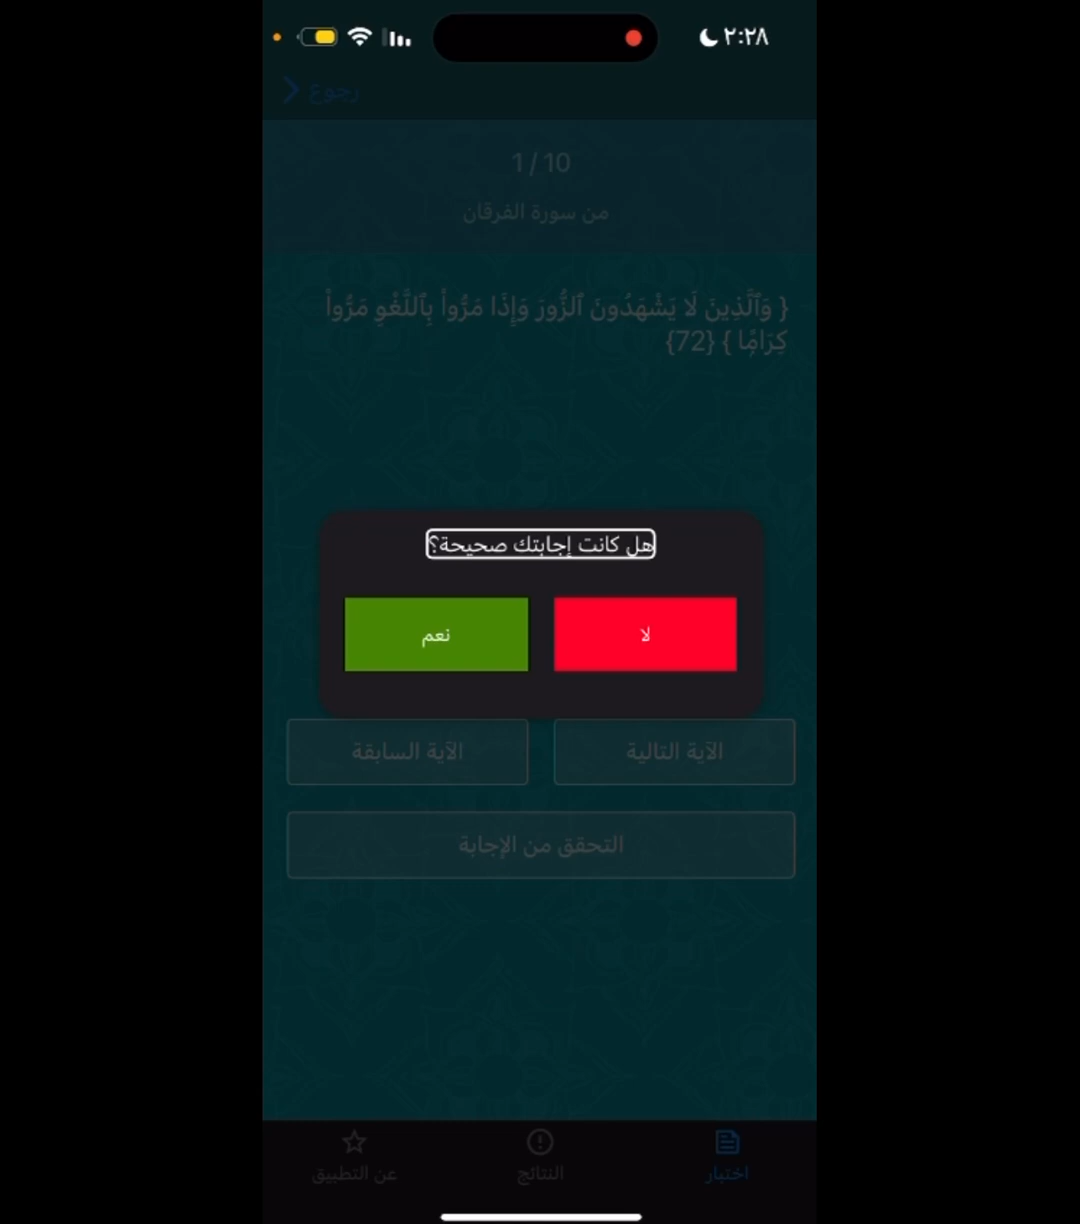 ٢:٢٨
رجوع
1 / 10
من سورة الفرقان
{ وَٱلَّذِينَ لَا يَشْهَدُونَ ٱلزُّورَ وَإِذَا مَرُّواْ بِٱللَّغْوِ مَرُّواْ
كِرَامٗا } {72}
هل كانت إجابتك صحيحة؟
لا
نعم
الآية التالية
الآية السابقة
التحقق من الإجابة
اختبار
النتائج
عن التطبيق